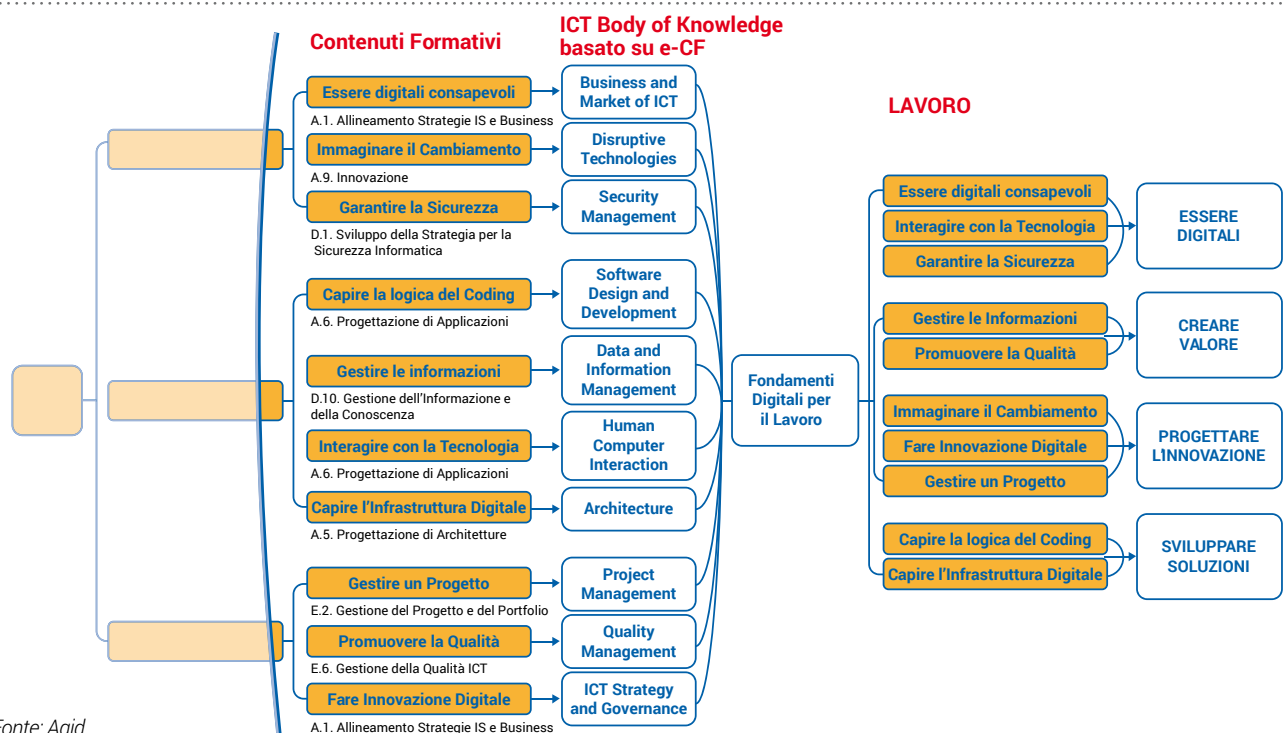 Contenuti Formativi
ICT Body of Knowledge
basato su e-CF
Essere digitali consapevoli
A.1. Allineamento Strategie IS e Business
Business and
Market of ICT
Immaginare il Cambiamento
A.9. Innovazione
Disruptive
Technologies
Garantire la Sicurezza
D.1. Sviluppo della Strategia per la
Sicurezza Informatica
Security
Management
Capire la logica del Coding
A.6. Progettazione di Applicazioni
Software
Design and
Development
Gestire le informazioni
D.10. Gestione dell'Informazione e
della Conoscenza
Data and
Information
Management
Interagire con la Tecnologia
A.6. Progettazione di Applicazioni
Human
Computer
Interaction
Capire l'Infrastruttura Digitale
A.5. Progettazione di Architetture
Architecture
Gestire un Progetto
E.2. Gestione del Progetto e del Portfolio
Project
Management
Promuovere la Qualità
E.6. Gestione della Qualità ICT
Quality
Management
Fare Innovazione Digitale
A.1. Allineamento Strategie IS e Business
ICT Strategy
and Governance
Fondamenti
Digitali per
il Lavoro
LAVORO
Essere digitali consapevoli
Interagire con la Tecnologia
Garantire la Sicurezza
ESSERE
DIGITALI
Gestire le Informazioni
Promuovere la Qualità
CREARE
VALORE
Immaginare il Cambiamento
Fare Innovazione Digitale
Gestire un Progetto
PROGETTARE
L'INNOVAZIONE
Capire la logica del Coding
Capire l'Infrastruttura Digitale
SVILUPPARE
SOLUZIONI
Fonte: Agid